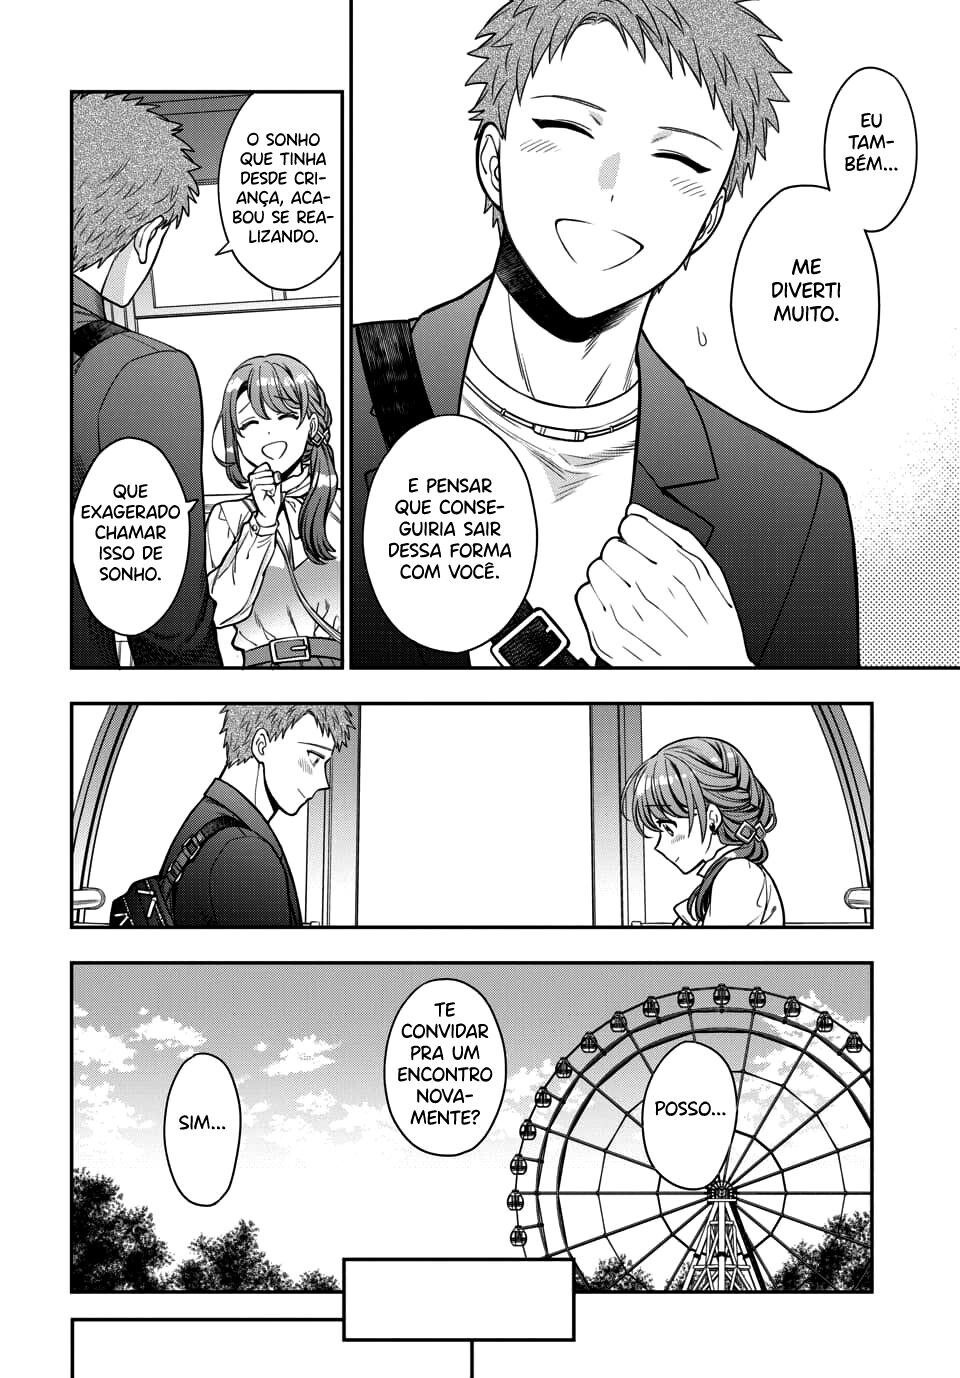 EU
TAM-
BÉM...
ME
DIVERTI
MUITO.
E PENSAR
QUE CONSE-
GUIRIA SAIR
DESSA FORMA
COM VOCÊ.
O SONHO
QUE TINHA
DESDE CRI-
ANÇA, ACA-
BOU SE REA-
LIZANDO.
QUE
EXAGERADO
CHAMAR
ISSO DE
SONHO.
POSSO...
TE
CONVIDAR
PRA UM
ENCONTRO
NOVA-
MENTE?
SIM...